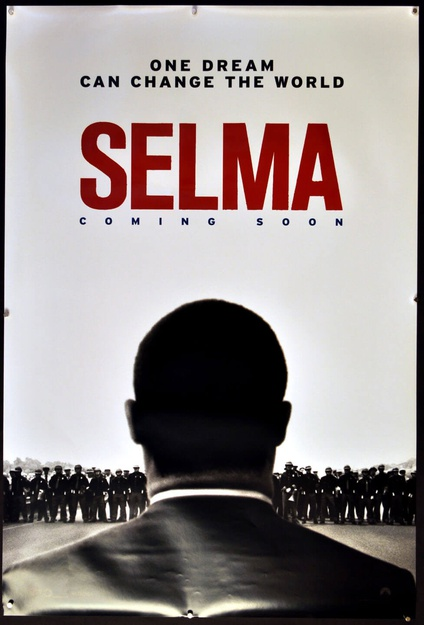 ONE DREAM
CAN CHANGE THE WORLD
SELMA
COMING SOON